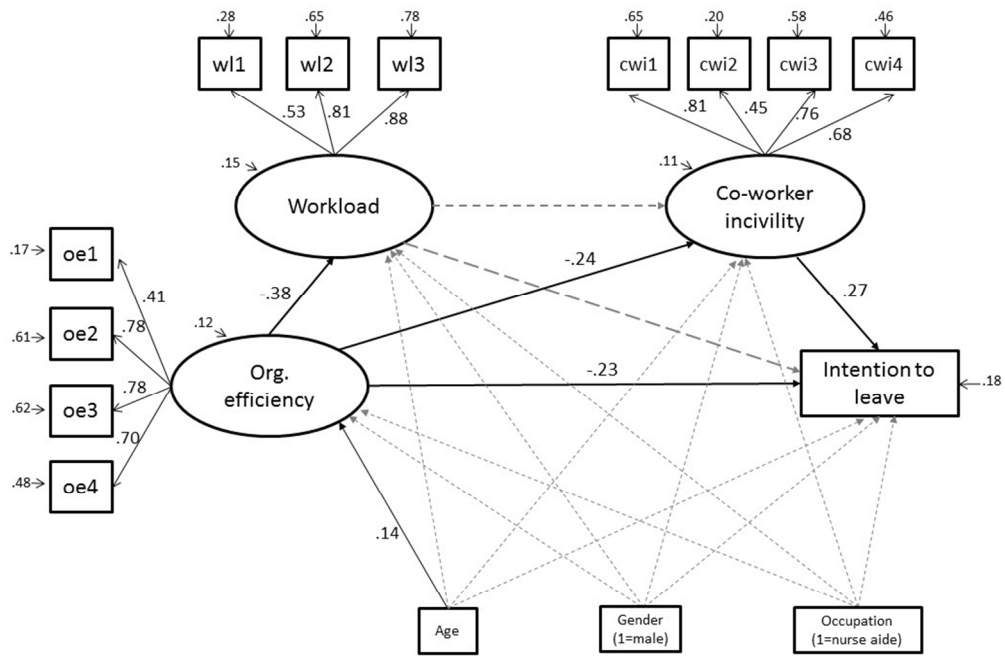 .28
.65
.78
.65
.20
.58
.46
wl1
wl2
wl3
cwi1
cwi2
cwi3
cwi4
.53
.81
.88
.81
.45
.76
.68
.15
.11
Workload
Co-worker
incivility
.17
oe1
.41
-.38
-.24
.27
.61
oe2
.78
.12
Org.
efficiency
-.23
Intention to
leave
.18
.62
oe3
.78
.70
.48
oe4
.14
Age
Gender
(1=male)
Occupation
(1=nurse aide)